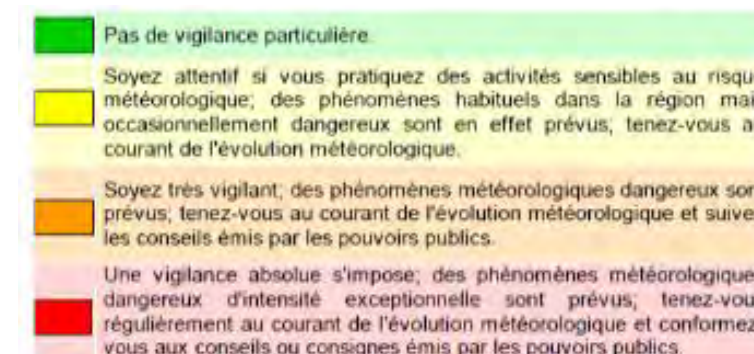 Pas de vigilance particulière.
Soyez attentif si vous pratiquez des activités sensibles au risqu
météorologique; des phénomènes habituels dans la région mai
occasionnellement dangereux sont en effet prévus; tenez-vous a
courant de l'évolution météorologique.
Soyez très vigilant; des phénomènes météorologiques dangereux son
prévus; tenez-vous au courant de l'évolution météorologique et suive
les conseils émis par les pouvoirs publics.
Une vigilance absolue s'impose; des phénomènes météorologique
dangereux d'intensité exceptionnelle sont prévus; tenez-vou
régulièrement au courant de l'évolution météorologique et conformez
vous aux conseils ou consignes émis par les pouvoirs publics.